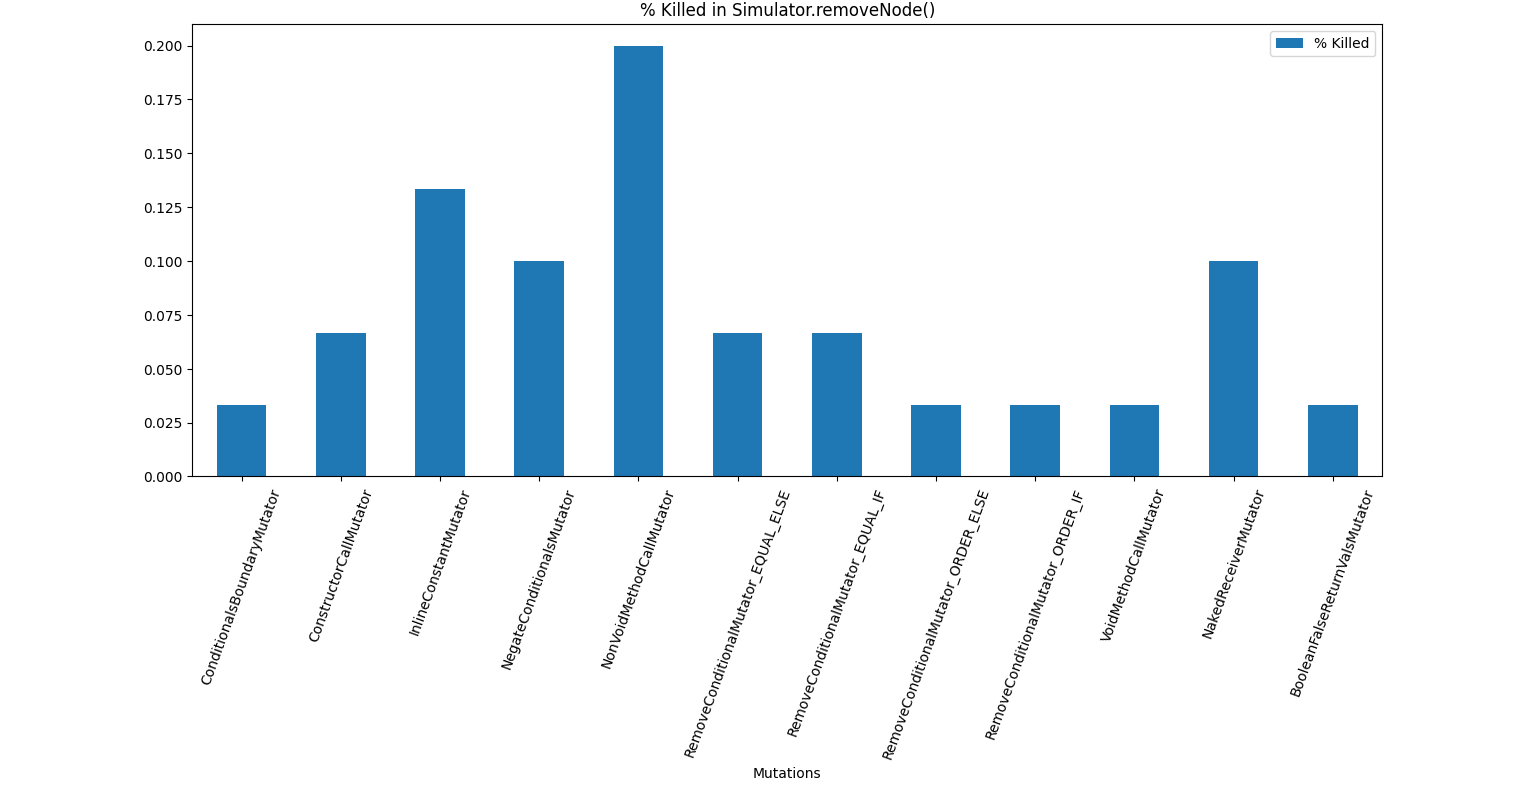 % Killed in Simulator.removeNode()
% Killed
0.200
0.175
0.150
0.125
0.100
0.075
0.050
0.025
0.000
ConditionalsBoundaryMutator
ConstructorCallMutator
InlineConstantMutator
NegateConditionalsMutator
NonVoidMethodCallMutator
RemoveConditionalMutator_EQUAL_ELSE
RemoveConditionalMutator_EQUAL_IF
RemoveConditionalMutator_ORDER_ELSE
RemoveConditionalMutator_ORDER_IF
VoidMethodCallMutator
NakedReceiverMutator
BooleanFalseReturnValsMutator
Mutations